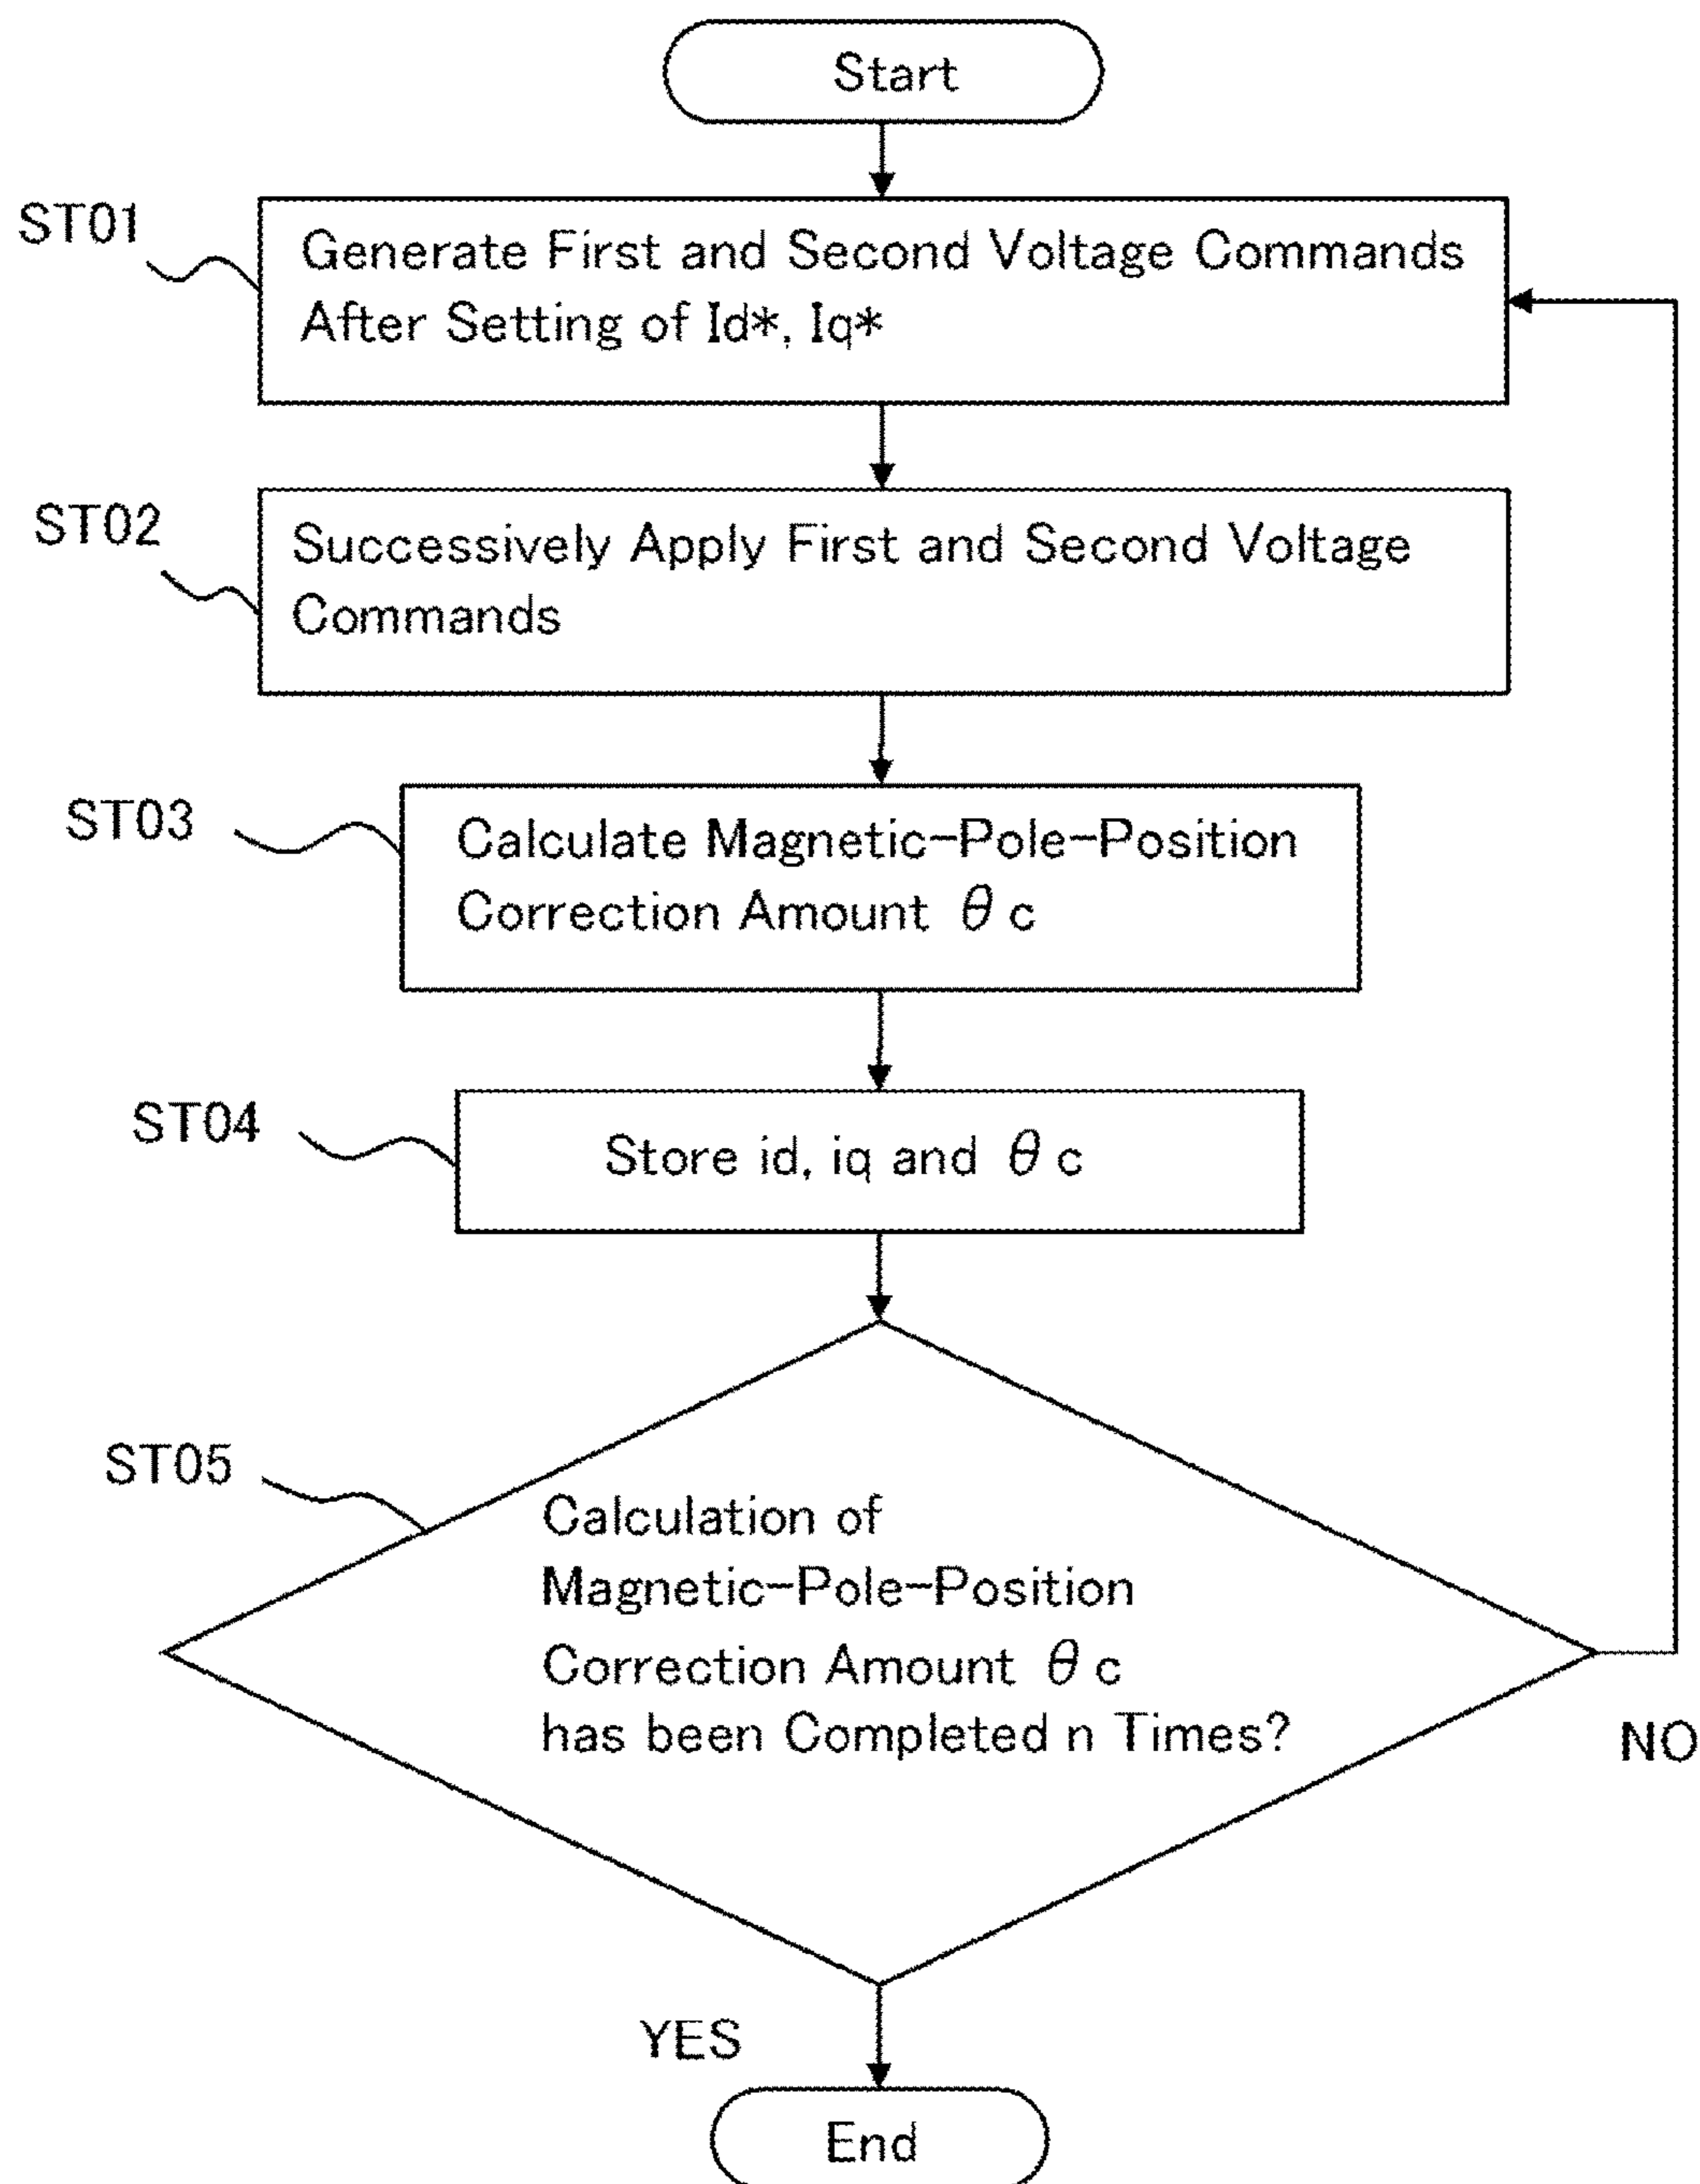 Start
ST01
Generate First and Second Voltage Commands
After Setting of Id*, Iq*
ST02
Successively Apply First and Second Voltage
Commands
ST03
Calculate Magnetic-Pole-Position
Correction Amount θc
ST04
Store id, iq and θc
ST05
Calculation of
Magnetic-Pole-Position
Correction Amount θc
has been Completed n Times?
NO
YES
End